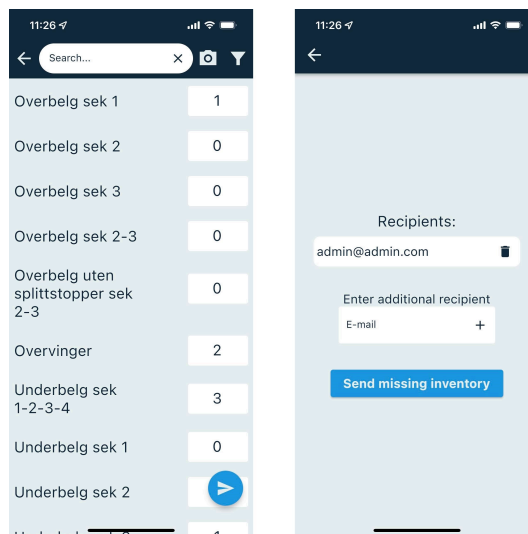 11:26
Search...
Overbelg sek 1
1
Overbelg sek 2
0
Overbelg sek 3
0
Overbelg sek 2-3
0
Overbelg uten
splittstopper sek
2-3
0
Overvinger
2
Underbelg sek
1-2-3-4
3
Underbelg sek 1
0
Underbelg sek 2
11:26
Recipients:
admin@admin.com
Enter additional recipient
E-mail
Send missing inventory